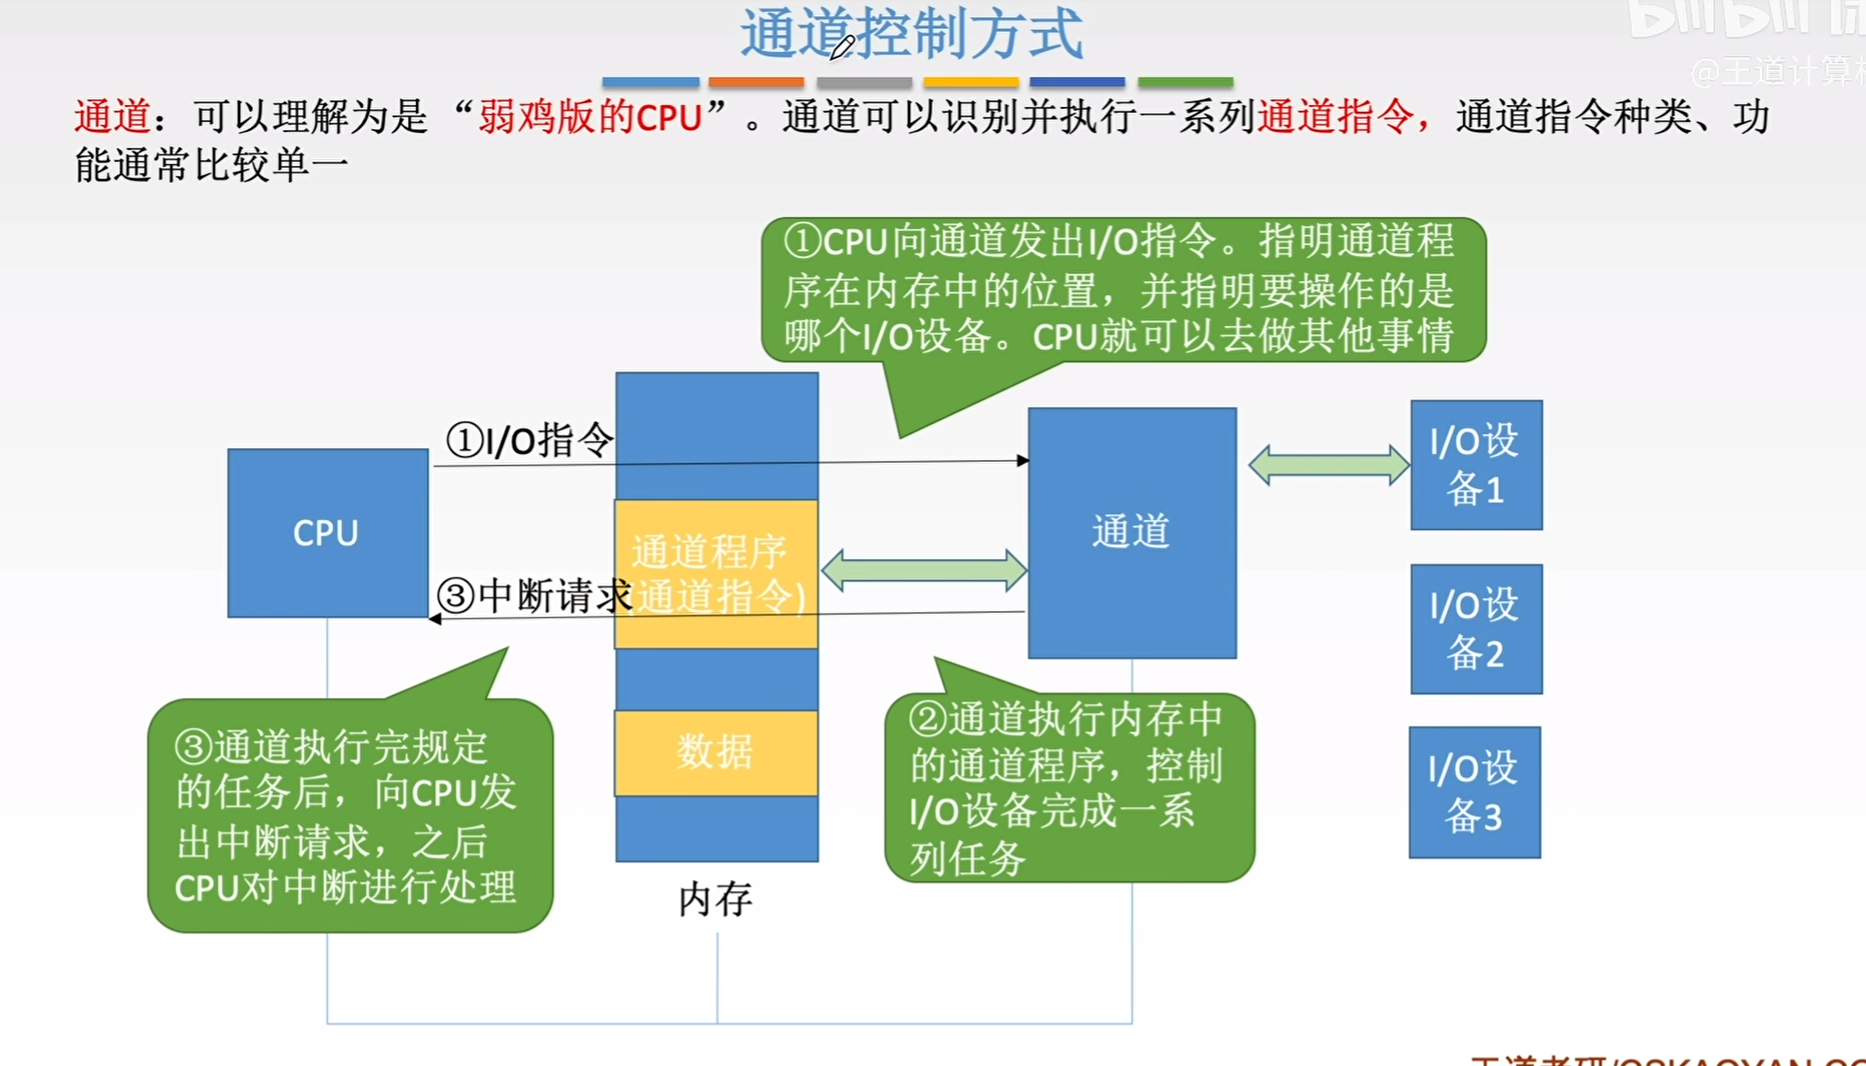 通道控制方式
@王道计算机
通道：可以理解为是“弱鸡版的CPU”。通道可以识别并执行一系列通道指令，通道指令种类、功
能通常比较单一
①CPU向通道发出I/O指令。指明通道程
序在内存中的位置，并指明要操作的是
哪个I/O设备。CPU就可以去做其他事情
①I/O指令
CPU
通道程序
(通道指令)
③中断请求
通道
I/O设
备1
I/O设
备2
I/O设
备3
③通道执行完规定
的任务后，向CPU发
出中断请求，之后
CPU对中断进行处理
数据
②通道执行内存中
的通道程序，控制
I/O设备完成一系
列任务
内存